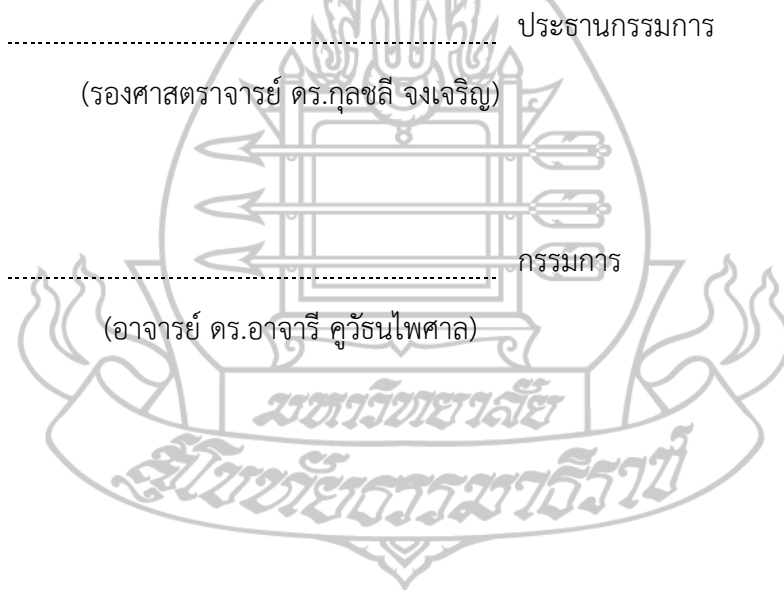 ประธานกรรมการ
(รองศาสตราจารย์ ดร.กุลชลี จงเจริญ)
กรรมการ
(อาจารย์ ดร.อาจารี คูวัธนไพศาล)
มหาวิทยาลัย
สุโขทัยธรรมาธิราช